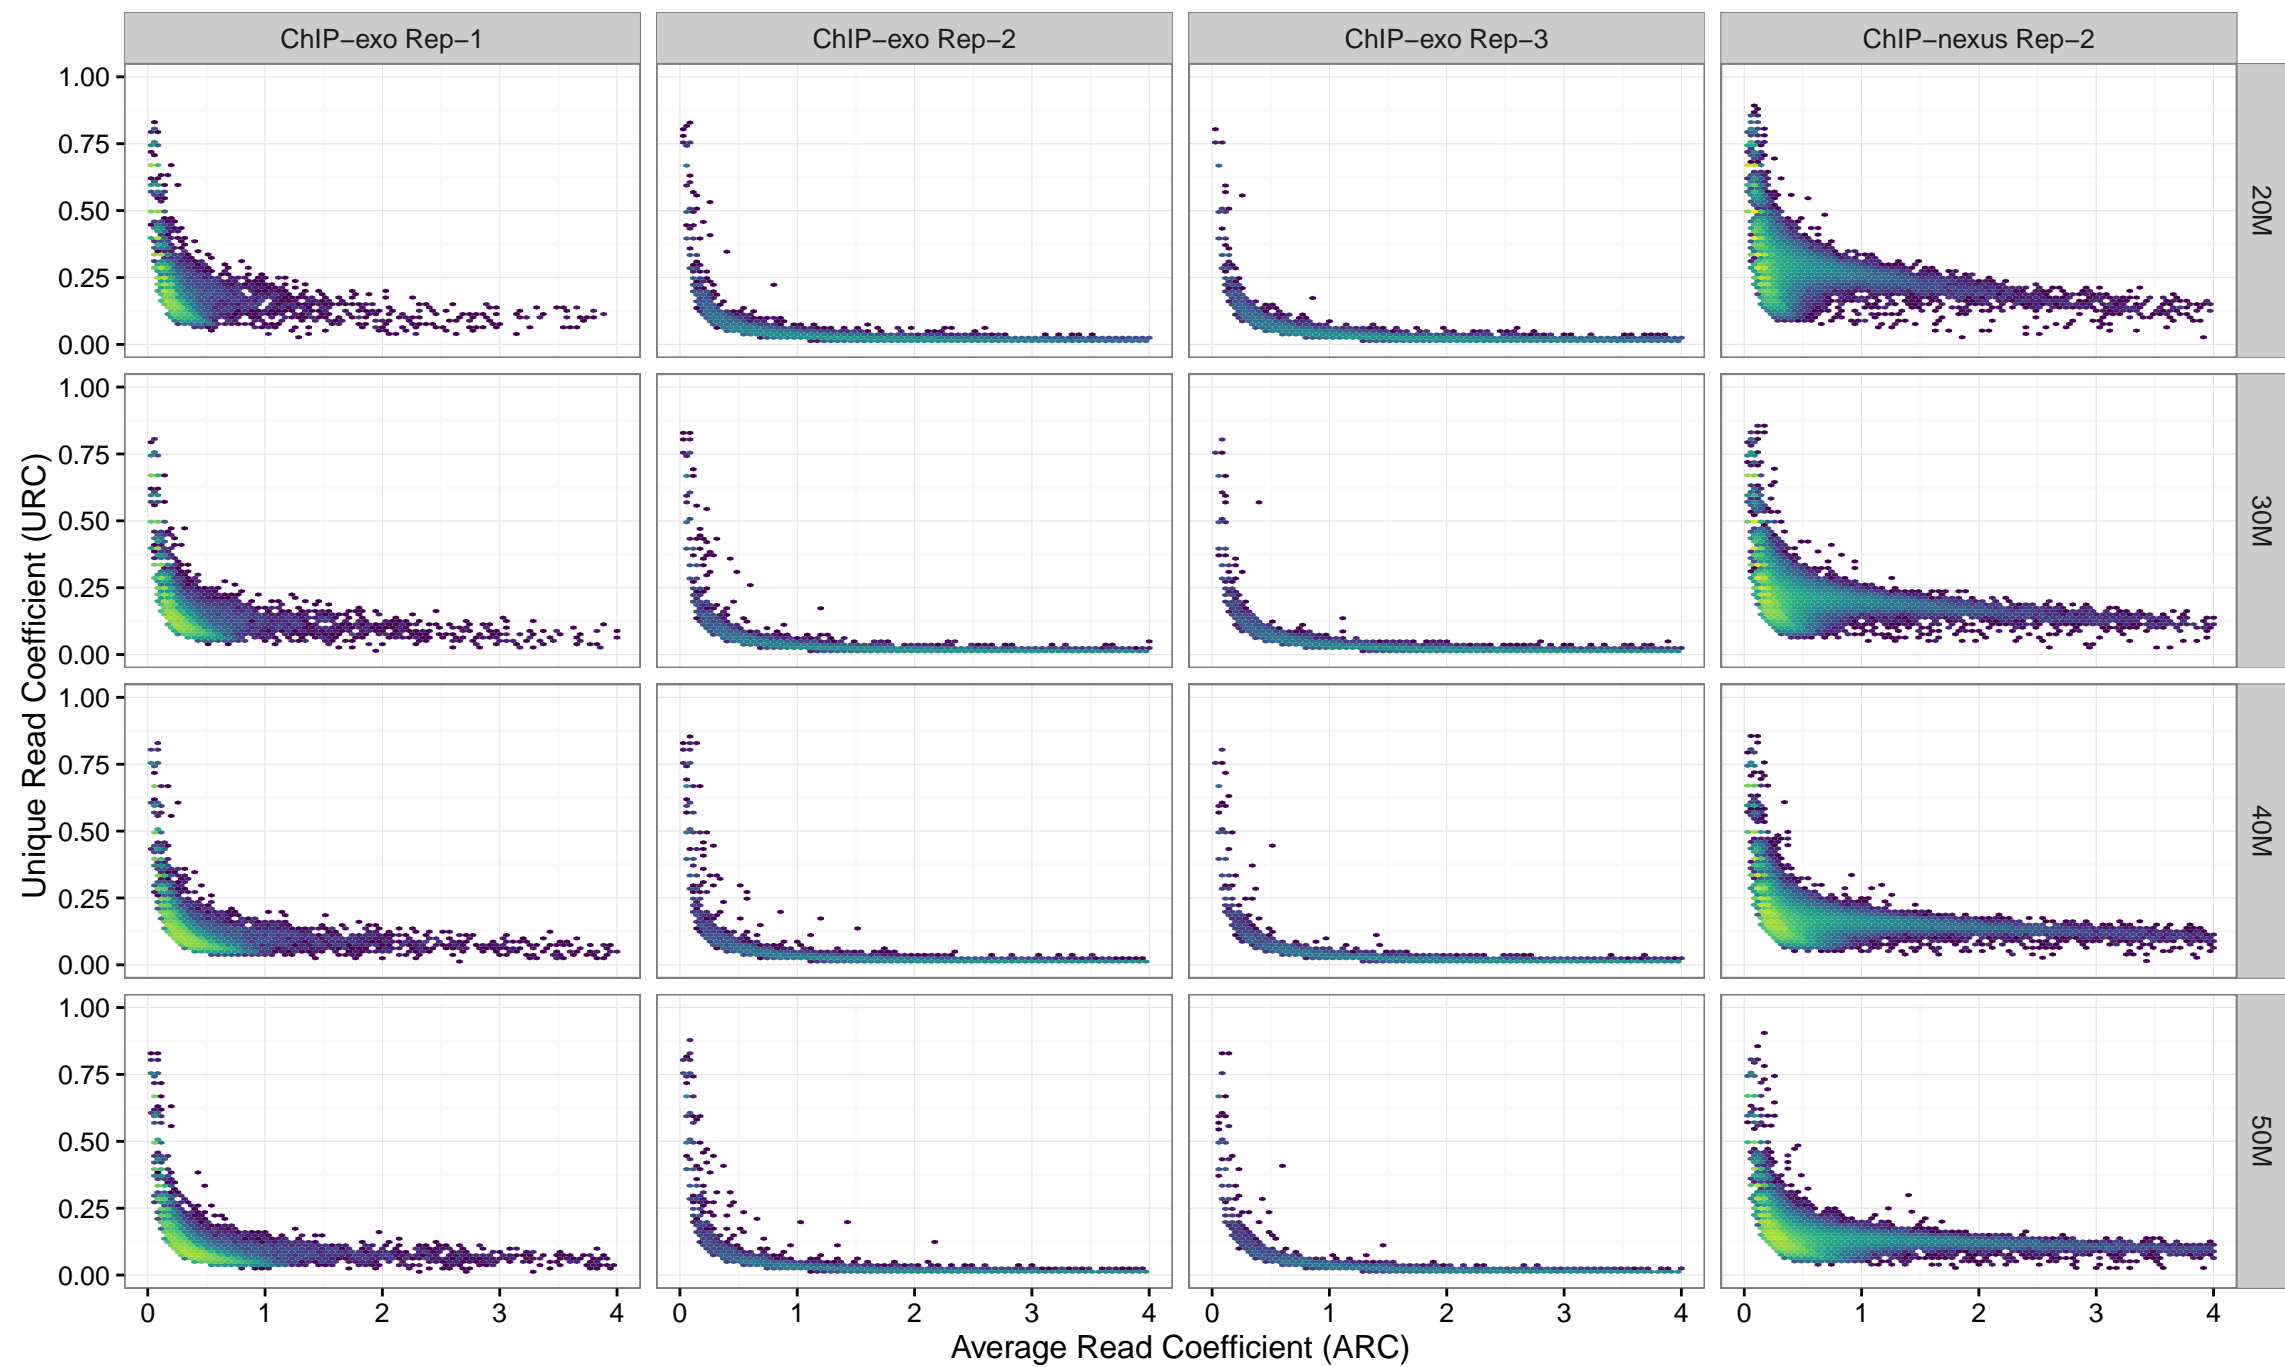 ChIP−exo Rep−1
ChIP−exo Rep−2
ChIP−exo Rep−3
ChIP−nexus Rep−2
1.00
0.75
0.50
0.25
0.00
20M
1.00
0.75
0.50
0.25
0.00
30M
1.00
0.75
0.50
0.25
0.00
40M
1.00
0.75
0.50
0.25
0.00
50M
Unique Read Coefficient (URC)
0 1 2 3 4
0 1 2 3 4
0 1 2 3 4
0 1 2 3 4
Average Read Coefficient (ARC)